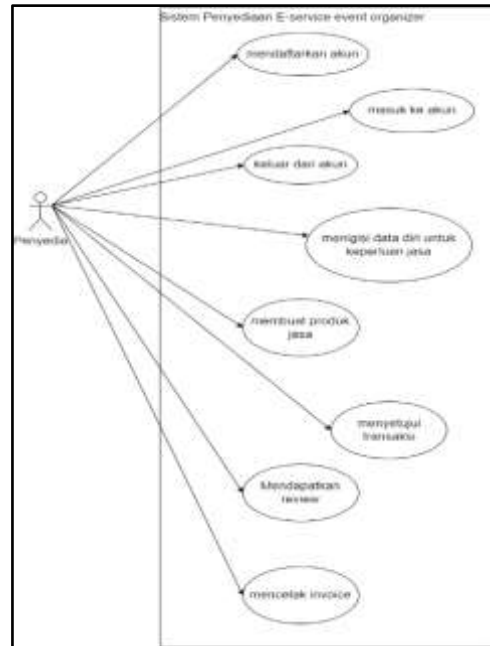 Sistem Penyediaan E-service event organizer
mendaftarkan akun
masuk ke akun
keluar dari akun
Penyedia
mengisi data diri untuk
keperluan jasa
membuat produk
jasa
menyetujui
transaksi
Mendapatkan
review
mencetak invoice